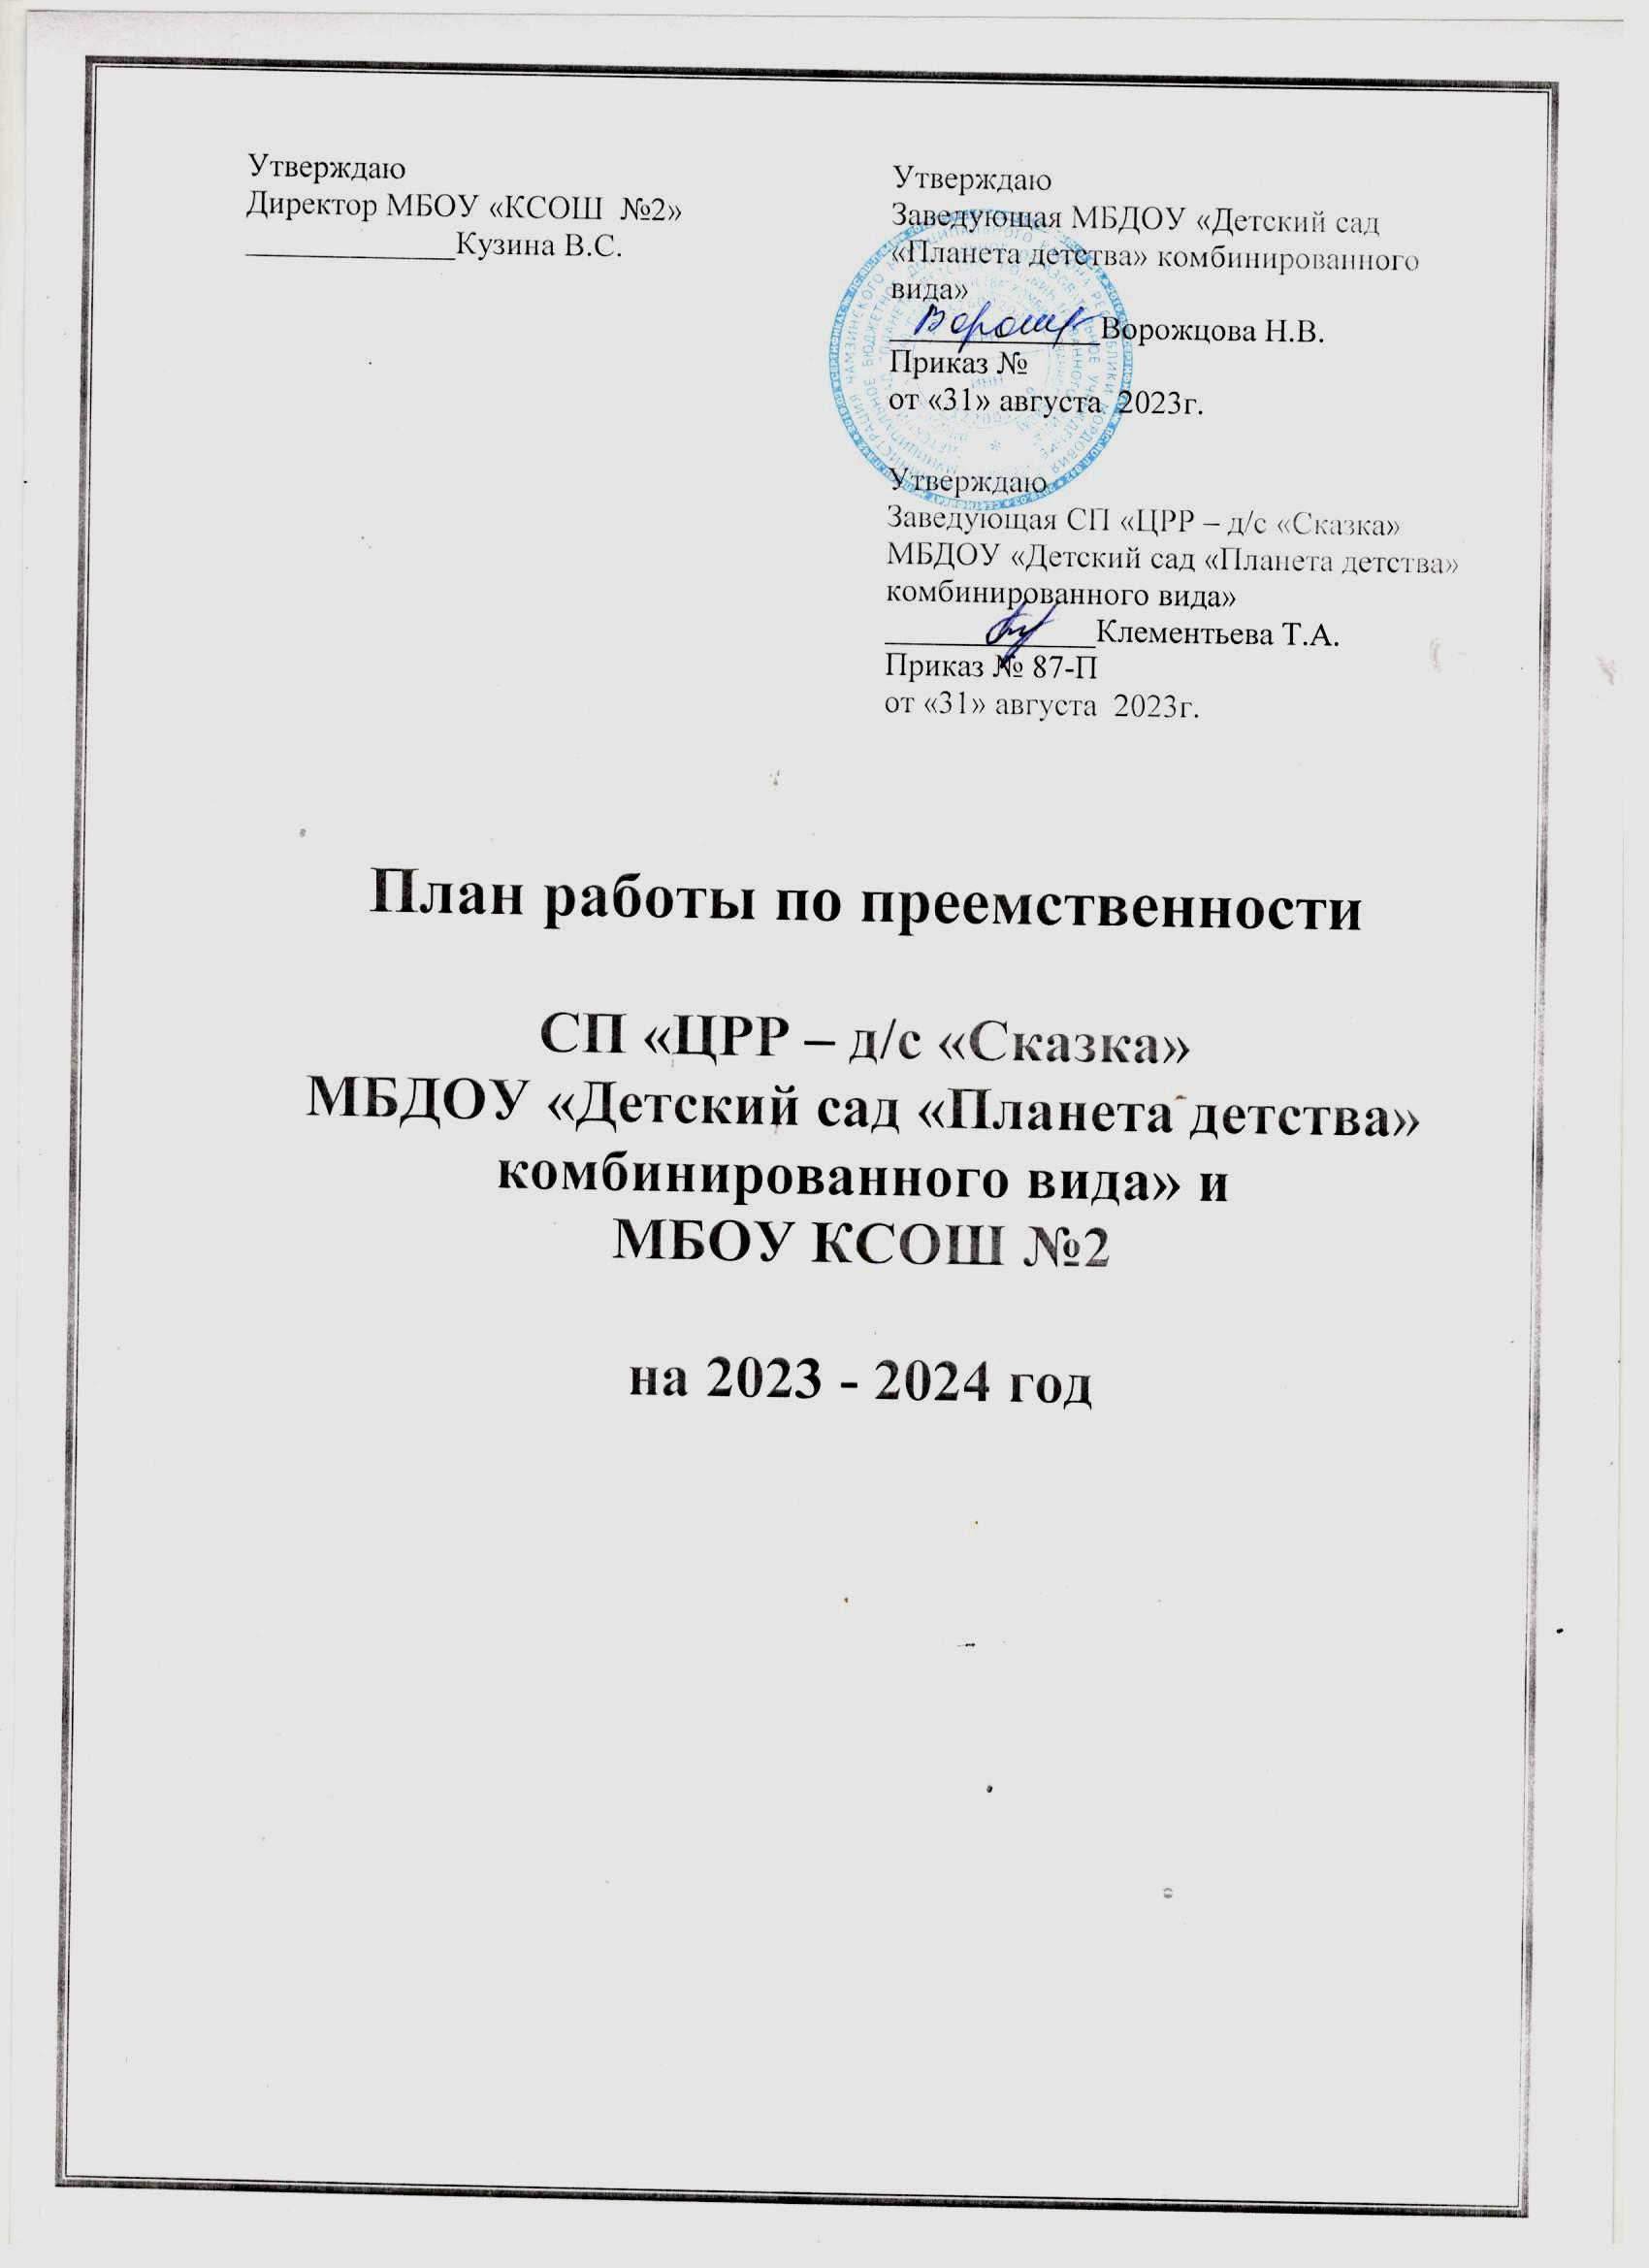 Утверждаю
Директор МБОУ «КСОШ №2»
_____________Кузина В.С.
Утверждаю
Заведующая МБДОУ «Детский сад
«Планета детства» комбинированного
вида»
_____________Ворожцова Н.В.
Приказ №
от «31» августа 2023г.
Утверждаю
Заведующая СП «ЦРР – д/с «Сказка»
МБДОУ «Детский сад «Планета детства»
комбинированного вида»
_____________Клементьева Т.А.
Приказ № 87-П
от «31» августа 2023г.
План работы по преемственности
СП «ЦРР – д/с «Сказка»
МБДОУ «Детский сад «Планета детства»
комбинированного вида» и
МБОУ КСОШ №2
на 2023 - 2024 год